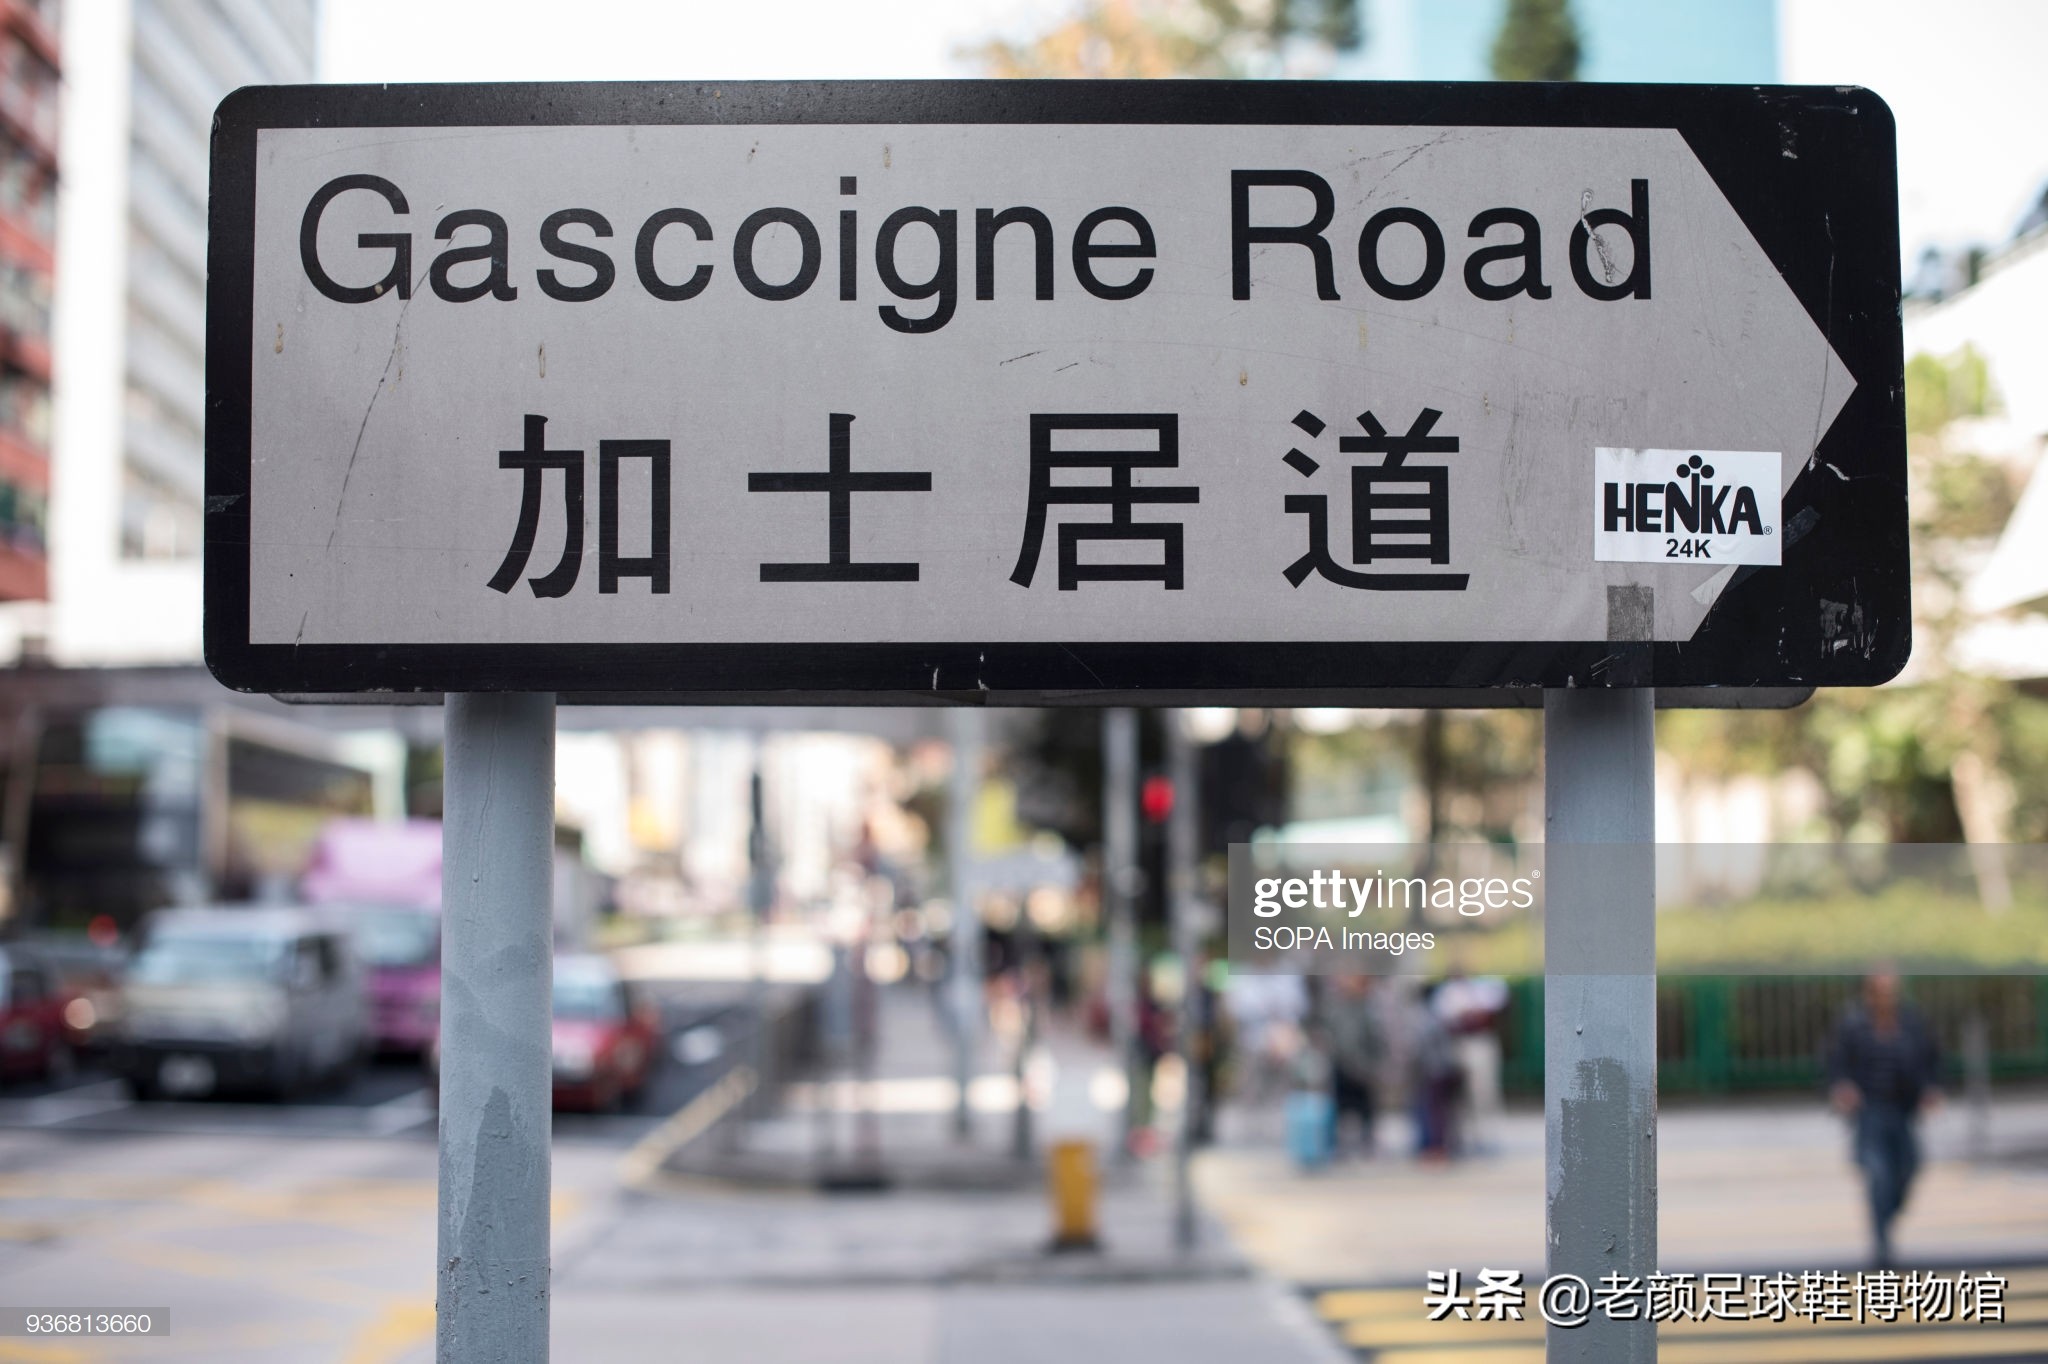 Gascoigne Road
加士居道
HENKA®
24K
gettyimages®
SOPA Images
936813660
头条 @老颜足球鞋博物馆